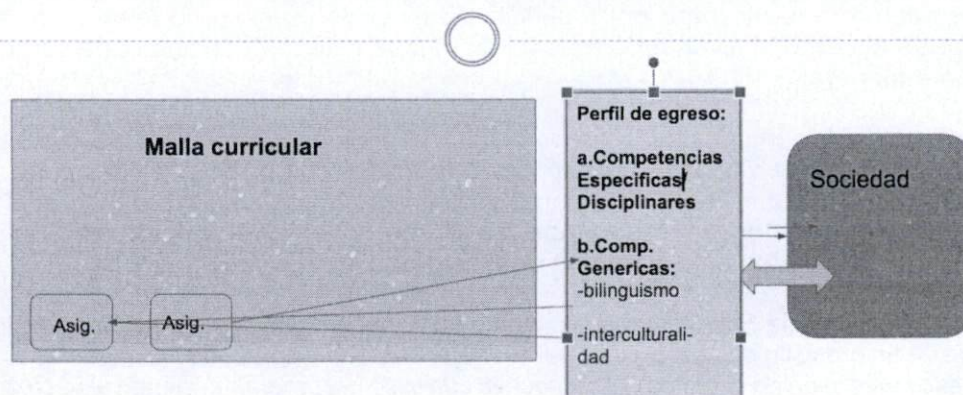 Malla curricular
Asig.
Asig.
Perfil de egreso:
a.Competencias
Especificas/
Disciplinares
b.Comp.
Genericas:
-bilinguismo
-interculturali-
dad
Sociedad